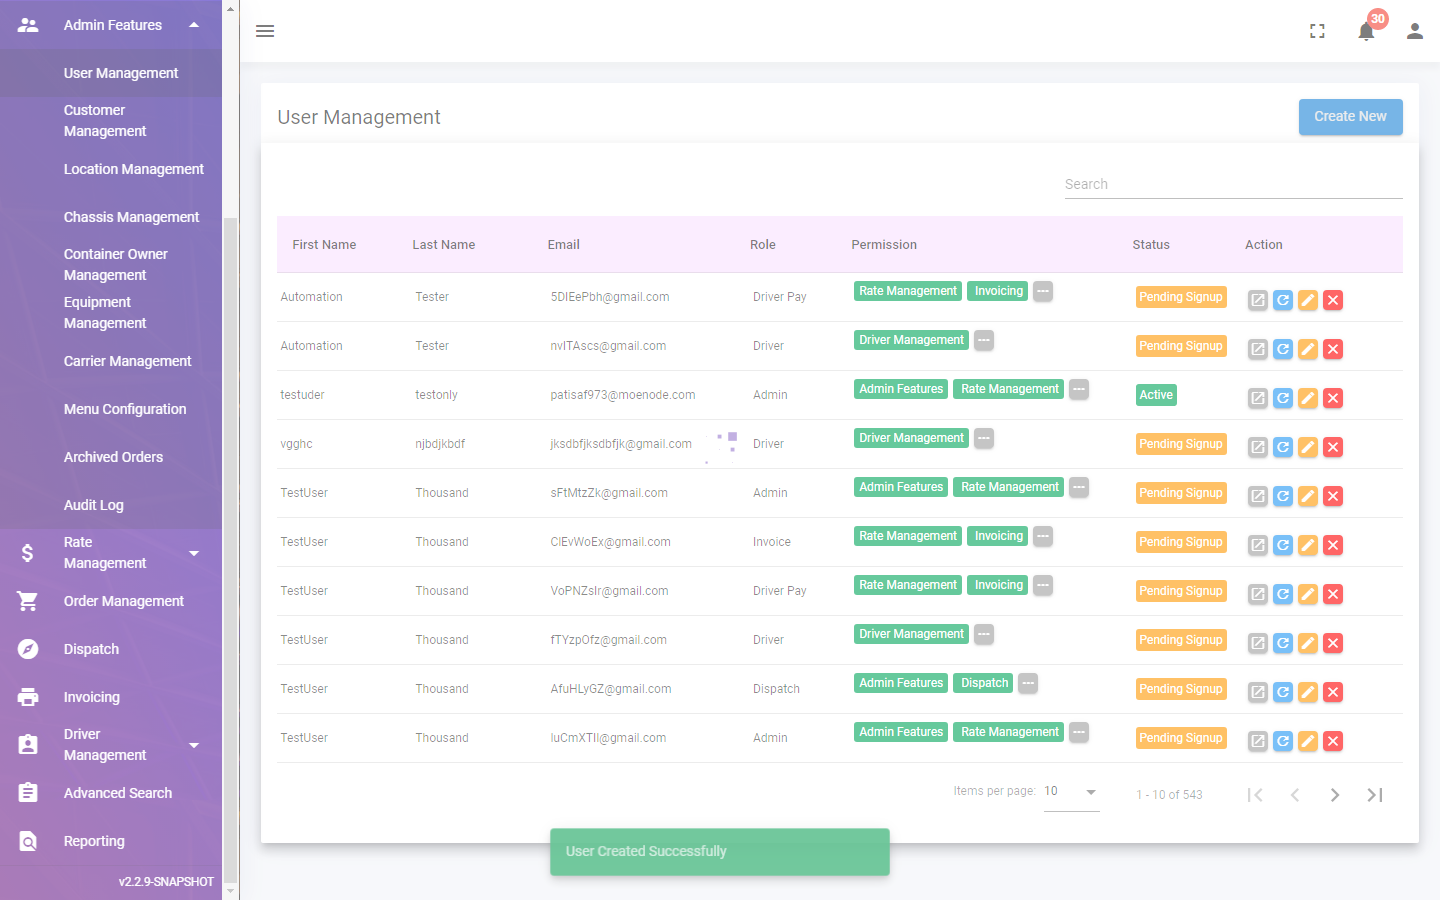 Admin Features
User Management
Customer
Management
Location Management
Chassis Management
Container Owner
Management
Equipment
Management
Carrier Management
Menu Configuration
Archived Orders
Audit Log
Rate
Management
Order Management
Dispatch
Invoicing
Driver
Management
Advanced Search
Reporting
v2.2.9-SNAPSHOT
30
User Management
Create New
Search
First Name Last Name Email Role Permission Status Action
Automation Tester 5DIEePbh@gmail.com Driver Pay Rate Management Invoicing --- Pending Signup
Automation Tester nvITAscs@gmail.com Driver Driver Management --- Pending Signup
testuder testonly patisaf973@moenode.com Admin Admin Features Rate Management --- Active
vgghc njbdjkbdf jksdbfjksdbfjk@gmail.com Driver Driver Management --- Pending Signup
TestUser Thousand sFtMtzZk@gmail.com Admin Admin Features Rate Management --- Pending Signup
TestUser Thousand CIEvWoEx@gmail.com Invoice Rate Management Invoicing --- Pending Signup
TestUser Thousand VoPNZsIr@gmail.com Driver Pay Rate Management Invoicing --- Pending Signup
TestUser Thousand fTYzpOfz@gmail.com Driver Driver Management --- Pending Signup
TestUser Thousand AfuHLyGZ@gmail.com Dispatch Admin Features Dispatch --- Pending Signup
TestUser Thousand luCmXTIl@gmail.com Admin Admin Features Rate Management --- Pending Signup
Items per page: 10 1 - 10 of 543
User Created Successfully